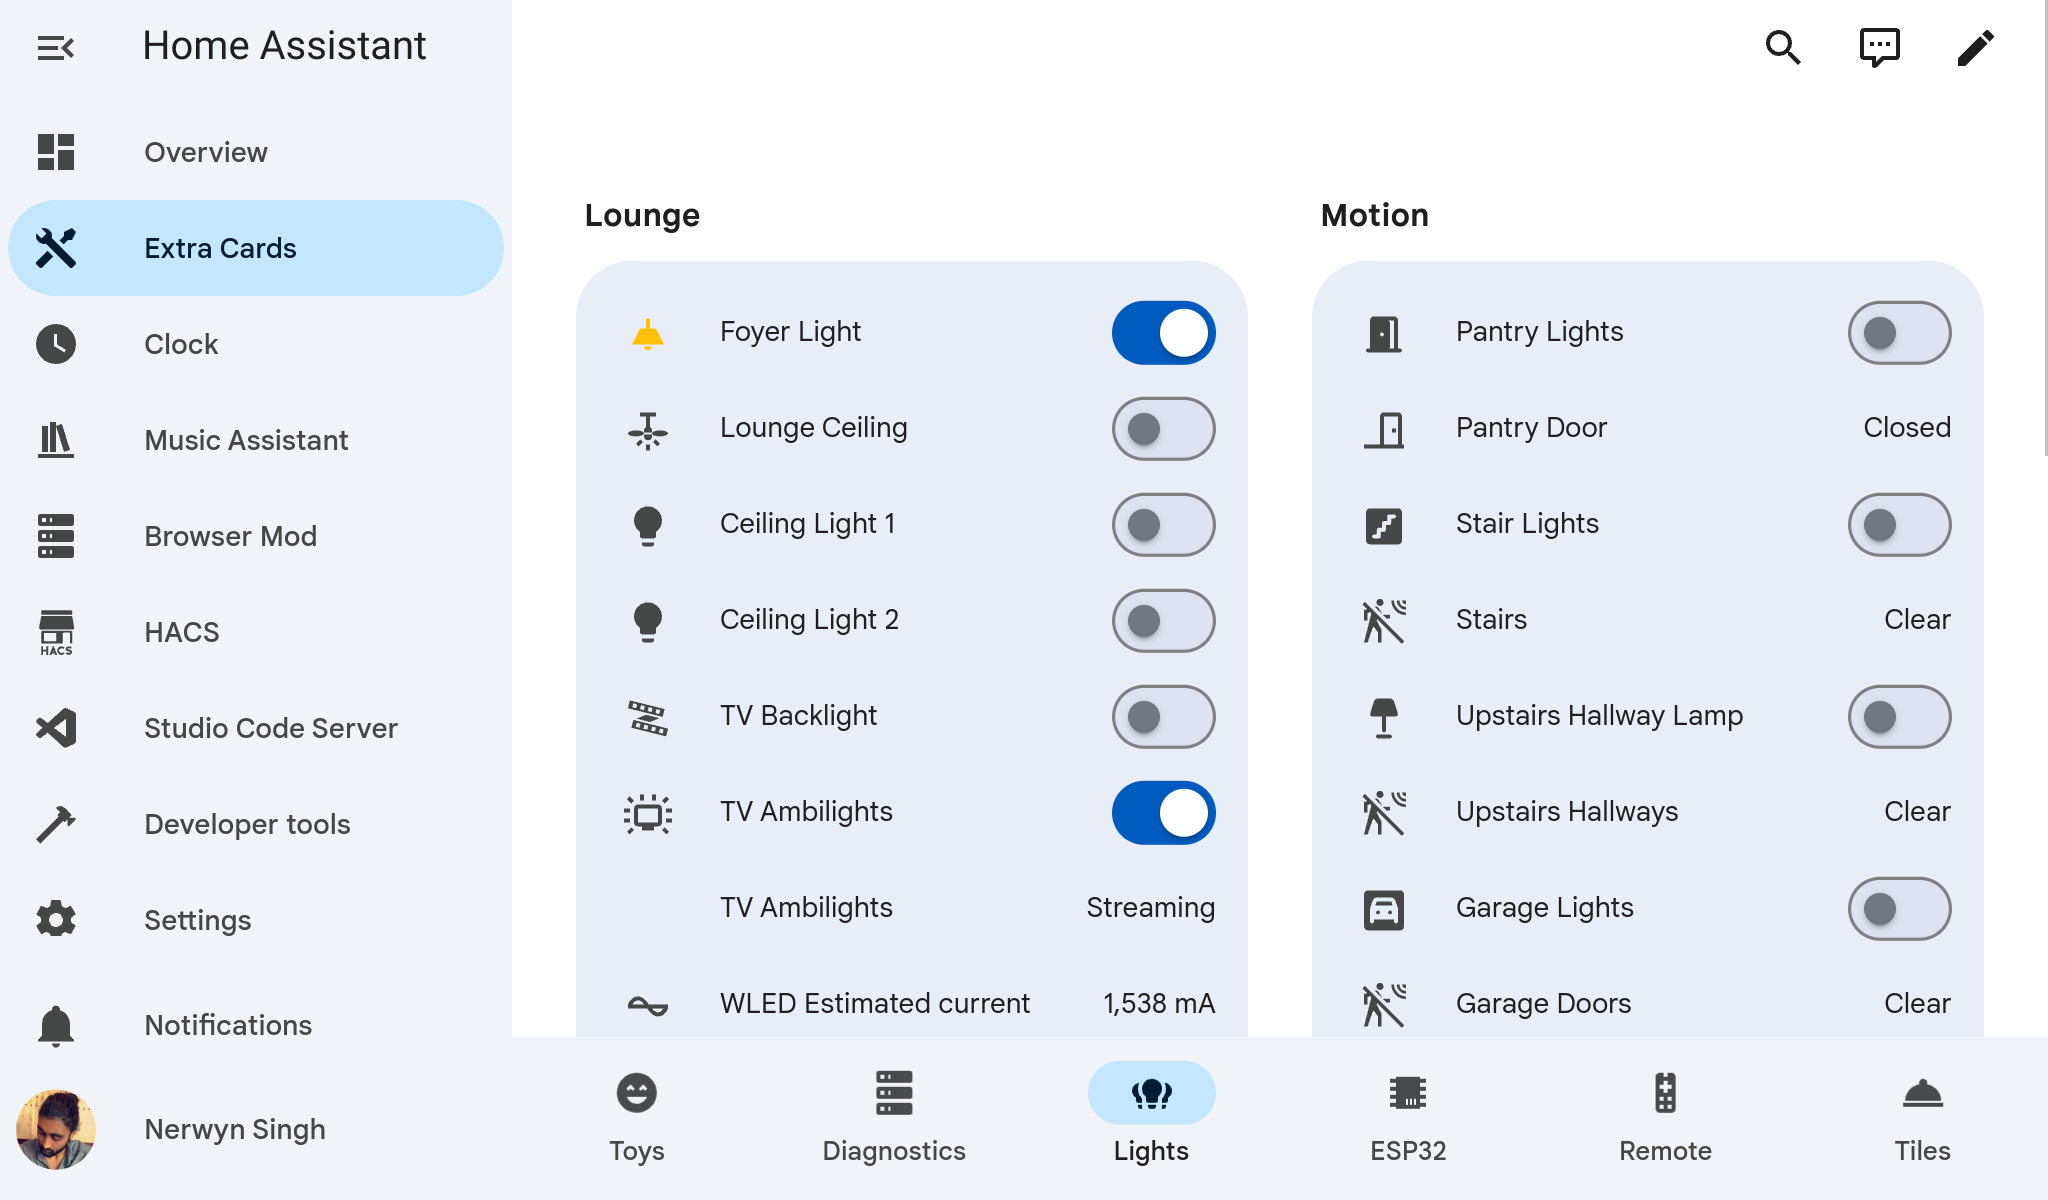 Home Assistant
Overview
Extra Cards
Clock
Music Assistant
Browser Mod
HACS
HACS
Studio Code Server
Developer tools
Settings
Notifications
Nerwyn Singh
Lounge
Foyer Light
Lounge Ceiling
Ceiling Light 1
Ceiling Light 2
TV Backlight
TV Ambilights
TV Ambilights Streaming
WLED Estimated current 1,538 mA
Motion
Pantry Lights
Pantry Door Closed
Stair Lights
Stairs Clear
Upstairs Hallway Lamp
Upstairs Hallways Clear
Garage Lights
Garage Doors Clear
Toys
Diagnostics
Lights
ESP32
Remote
Tiles